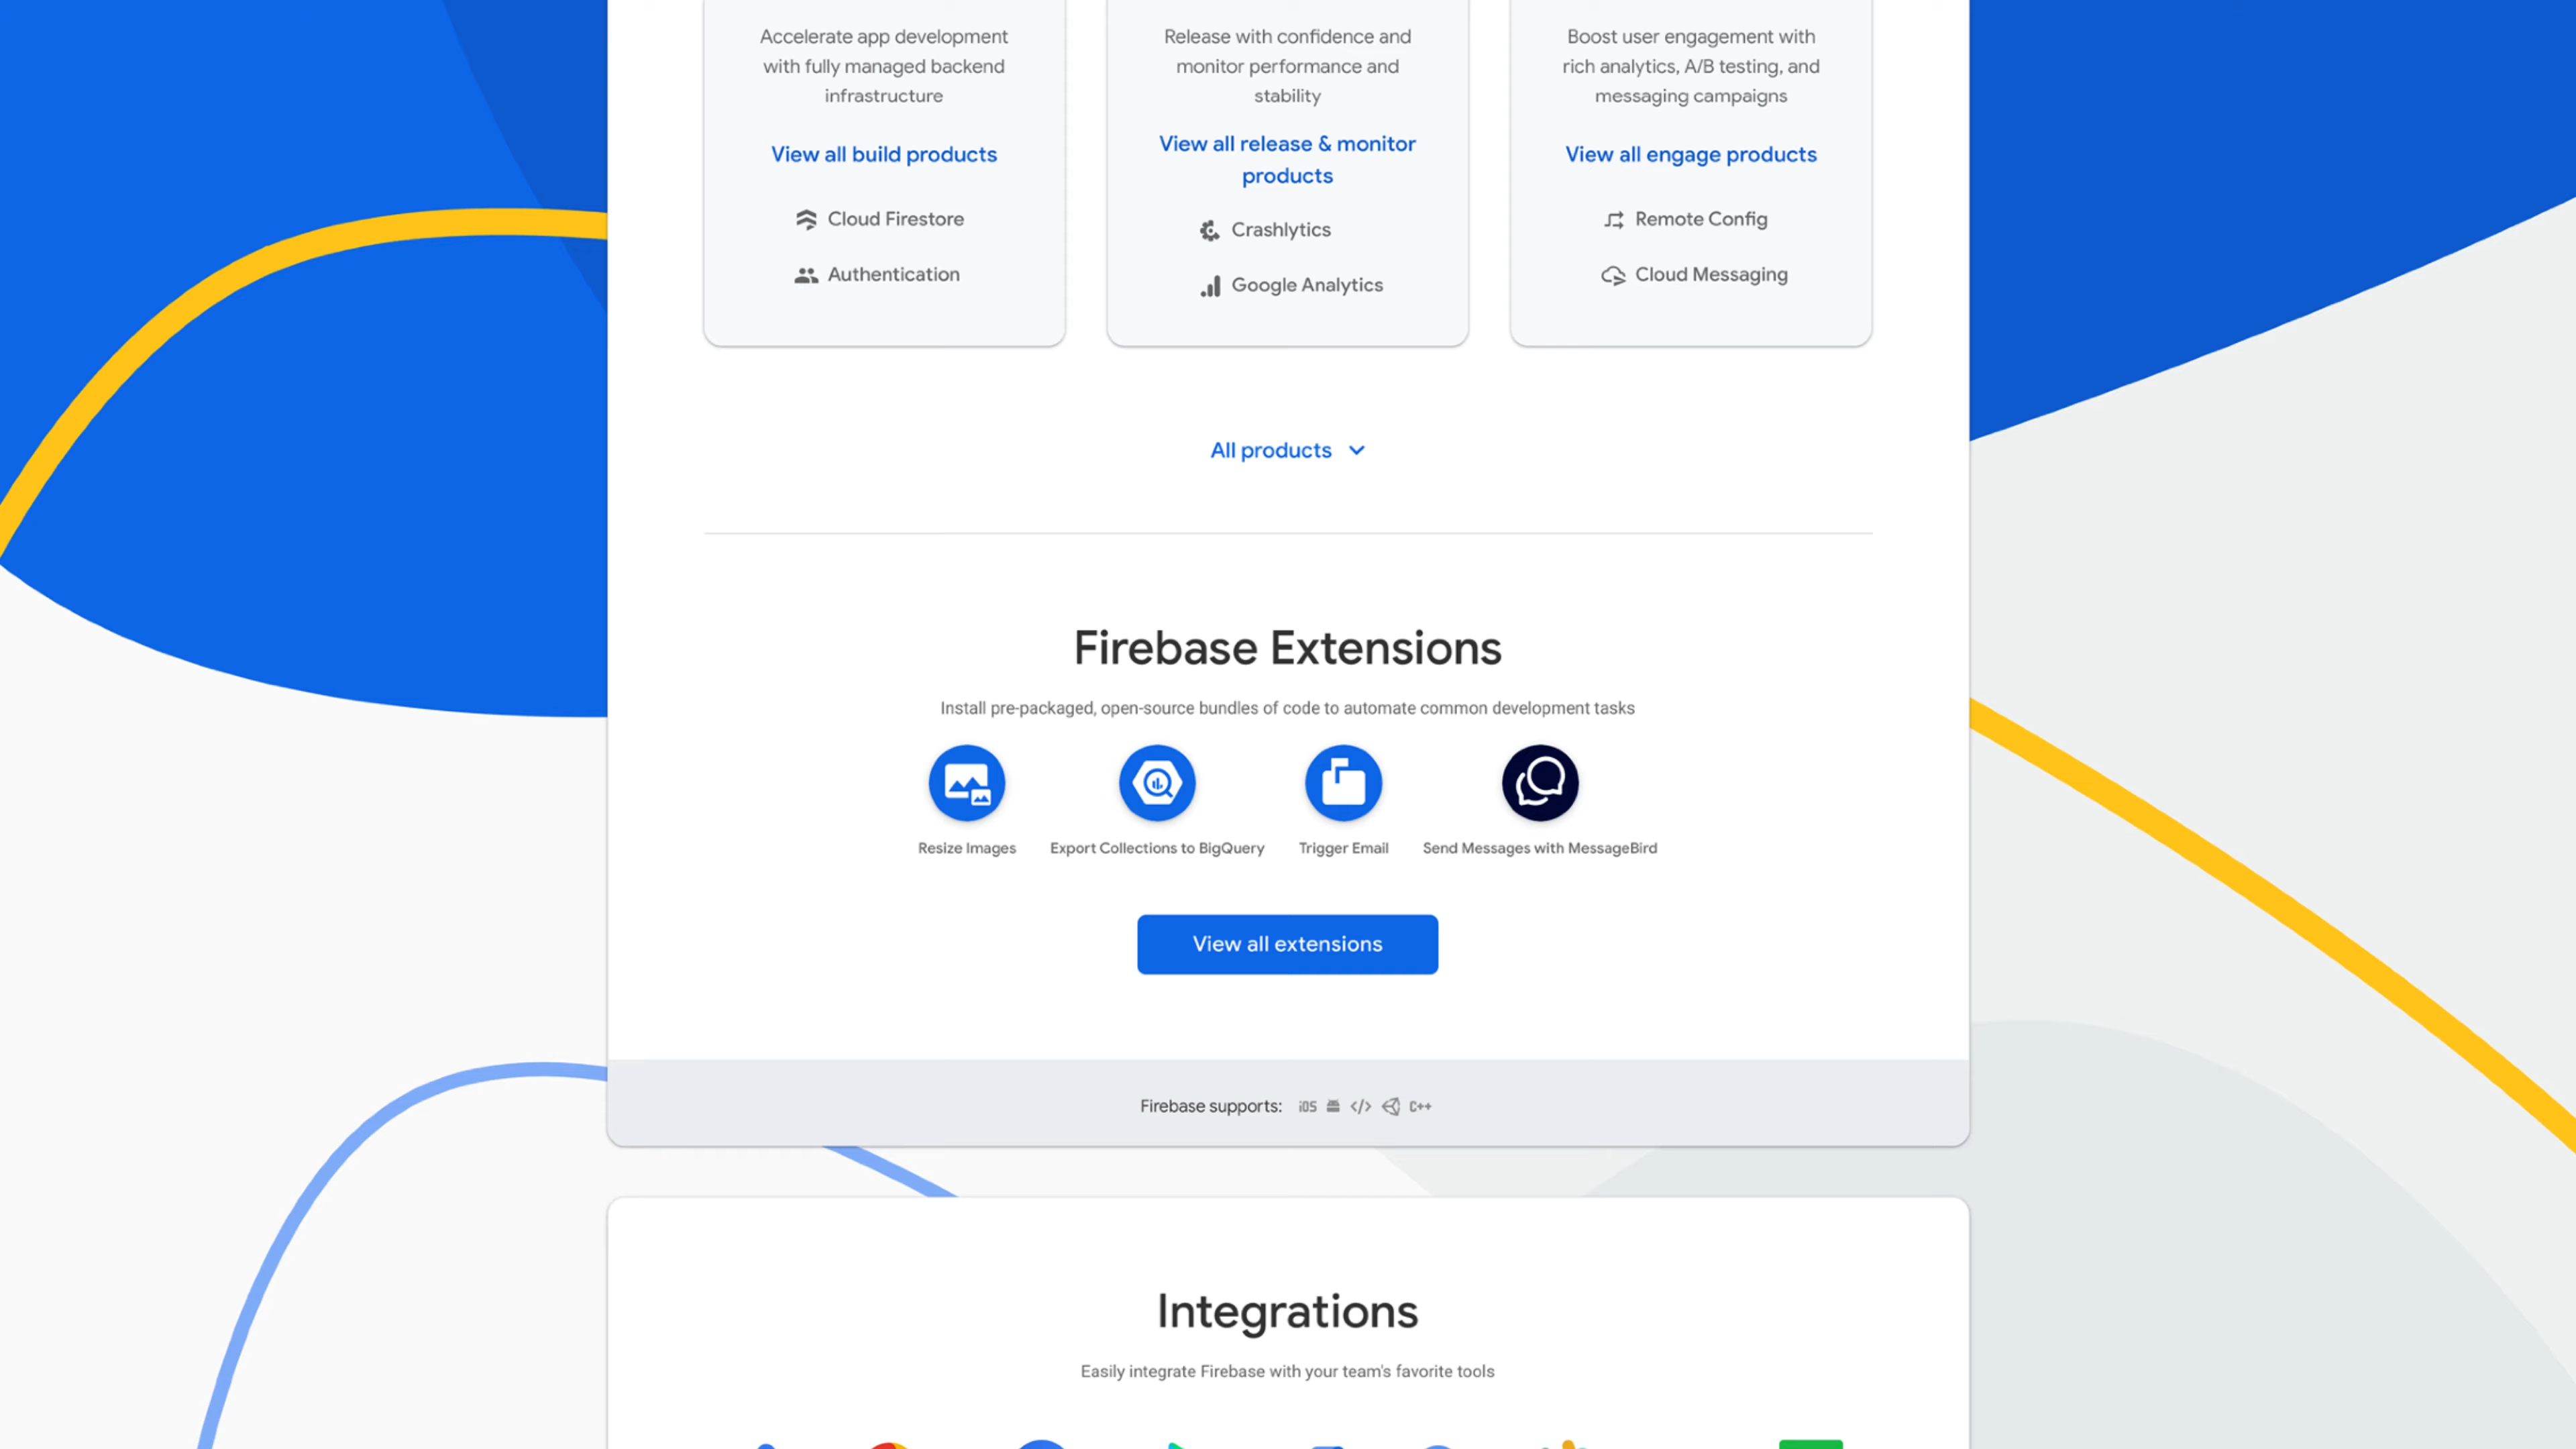 Accelerate app development
with fully managed backend
infrastructure
View all build products
Cloud Firestore
Authentication
Release with confidence and
monitor performance and
stability
View all release & monitor
products
Crashlytics
Google Analytics
Boost user engagement with
rich analytics, A/B testing, and
messaging campaigns
View all engage products
Remote Config
Cloud Messaging
All products
Firebase Extensions
Install pre-packaged, open-source bundles of code to automate common development tasks
Resize Images
Export Collections to BigQuery
Trigger Email
Send Messages with MessageBird
View all extensions
Firebase supports: iOS </> C++
Integrations
Easily integrate Firebase with your team's favorite tools